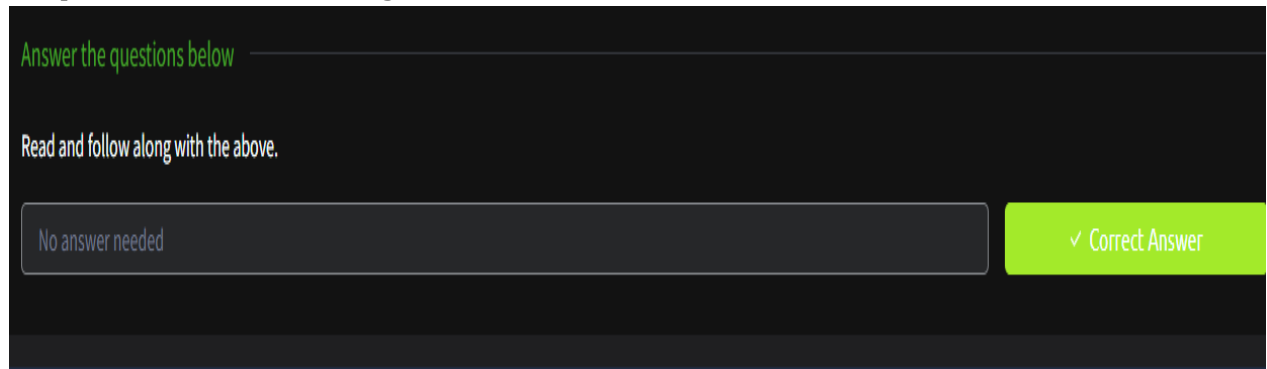 Answer the questions below
Read and follow along with the above.
No answer needed
✓ Correct Answer